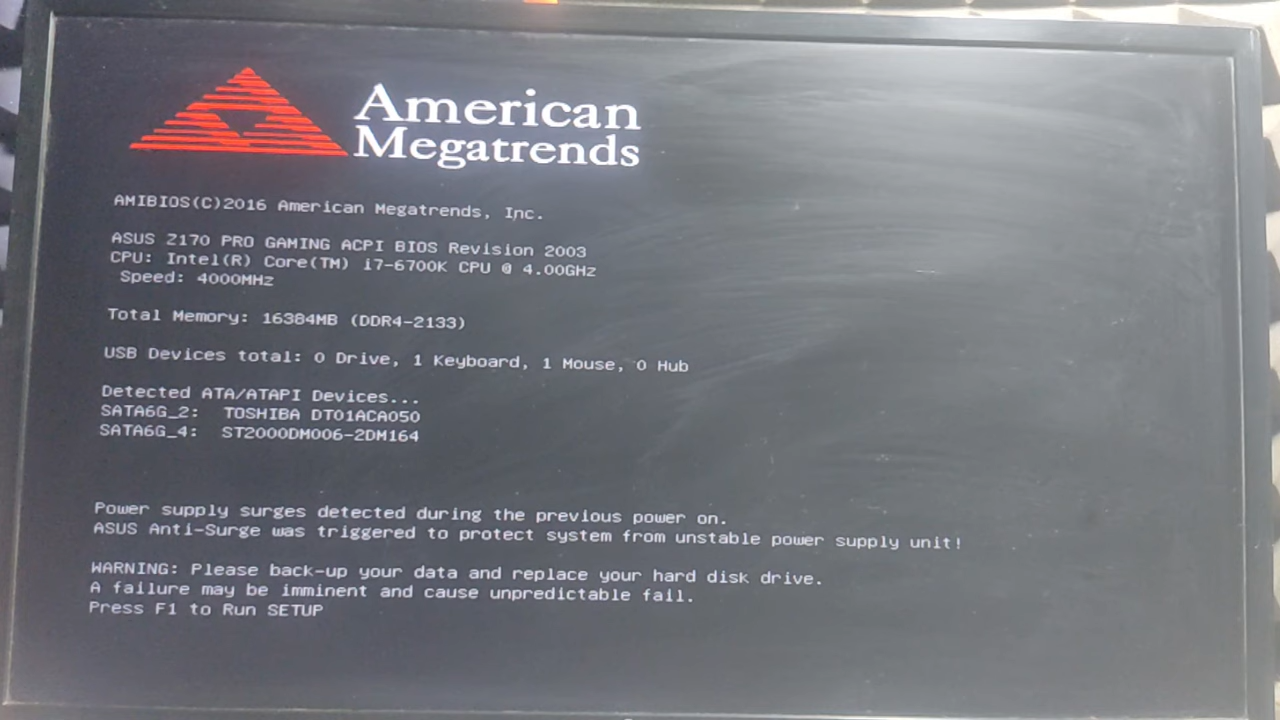 American
Megatrends
AMIBIOS(C)2016 American Megatrends, Inc.
ASUS Z170 PRO GAMING ACPI BIOS Revision 2003
CPU: Intel(R) Core(TM) i7-6700K CPU @ 4.00GHz
Speed: 4000MHz
Total Memory: 16384MB (DDR4-2133)
USB Devices total: 0 Drive, 1 Keyboard, 1 Mouse, 0 Hub
Detected ATA/ATAPI Devices...
SATA6G_2: TOSHIBA DT01ACA050
SATA6G_4: ST2000DM006-2DM164
Power supply surges detected during the previous power on.
ASUS Anti-Surge was triggered to protect system from unstable power supply unit!
WARNING: Please back-up your data and replace your hard disk drive.
A failure may be imminent and cause unpredictable fail.
Press F1 to Run SETUP